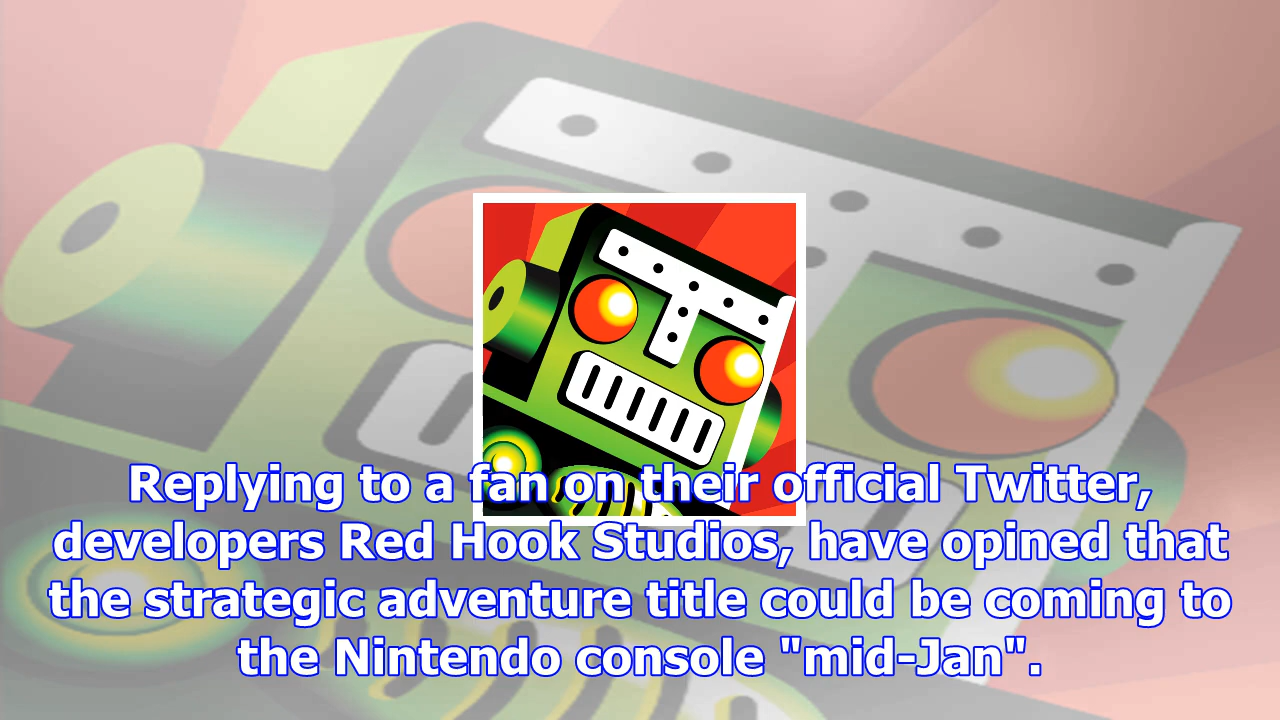 Replying to a fan on their official Twitter,
developers Red Hook Studios, have opined that
the strategic adventure title could be coming to
the Nintendo console "mid-Jan".